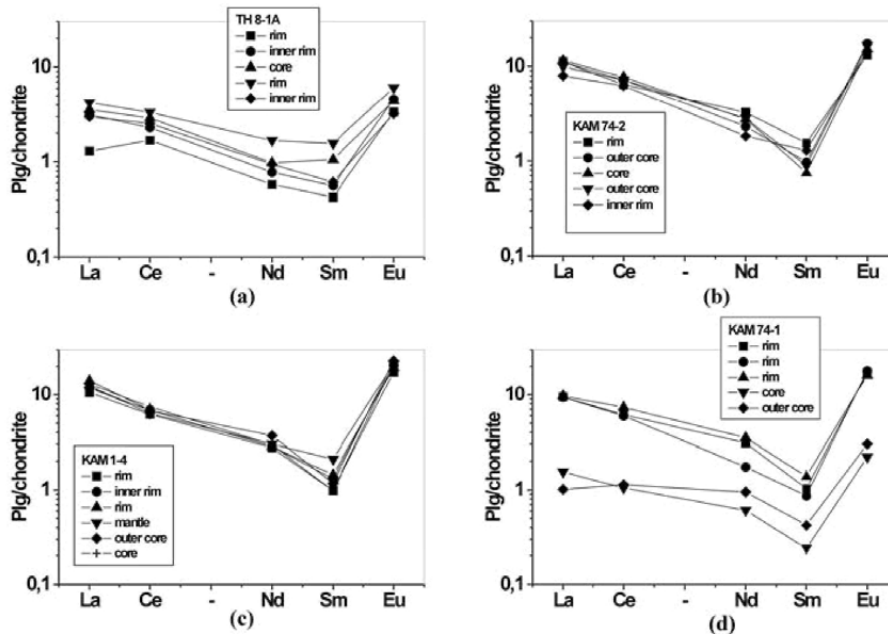 TH 8-1A
rim
inner rim
core
rim
inner rim
Plg/chondrite
10
1
0,1
La Ce - Nd Sm Eu
(a)
KAM 74-2
rim
outer core
core
outer core
inner rim
Plg/chondrite
10
1
0,1
La Ce - Nd Sm Eu
(b)
KAM 1-4
rim
inner rim
rim
mantle
outer core
core
Plg/chondrite
10
1
0,1
La Ce - Nd Sm Eu
(c)
KAM 74-1
rim
rim
rim
core
outer core
Plg/chondrite
10
1
0,1
La Ce - Nd Sm Eu
(d)